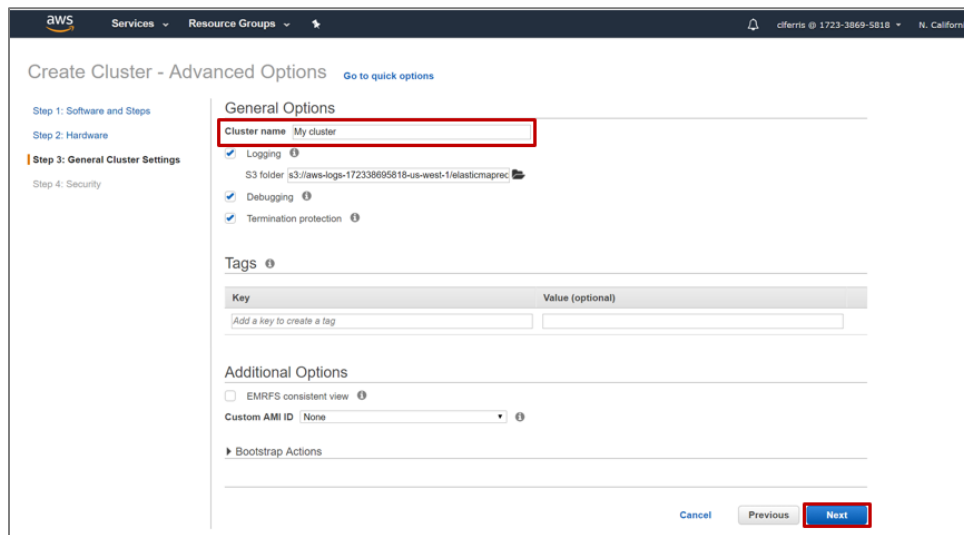 aws Services Resource Groups clferris @ 1723-3869-5818 N. Californi
Create Cluster - Advanced Options Go to quick options
Step 1: Software and Steps
Step 2: Hardware
Step 3: General Cluster Settings
Step 4: Security
General Options
Cluster name My cluster
Logging
S3 folder s3://aws-logs-172338695818-us-west-1/elasticmaprec
Debugging
Termination protection
Tags
Key Value (optional)
Add a key to create a tag
Additional Options
EMRFS consistent view
Custom AMI ID None
Bootstrap Actions
Cancel Previous Next